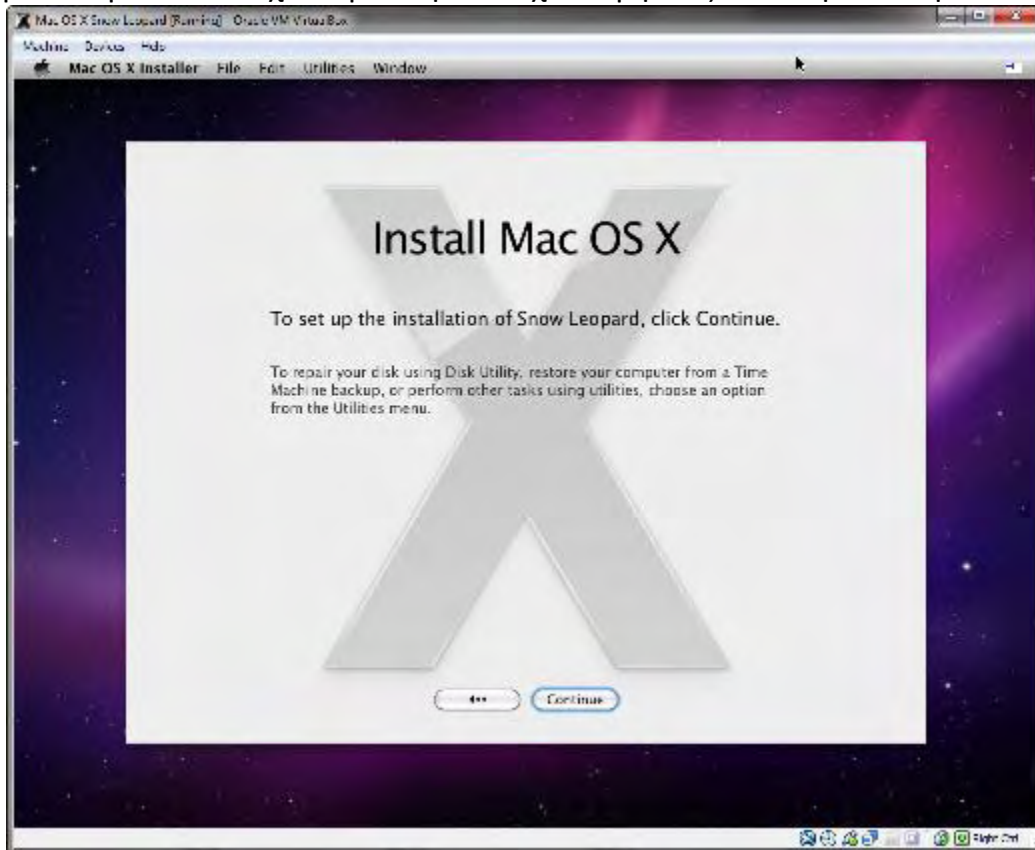 Mac OS X Snow Leopard [Running] - Oracle VM VirtualBox
Machine Devices Help
Mac OS X Installer File Edit Utilities Window
Install Mac OS X
To set up the installation of Snow Leopard, click Continue.
To repair your disk using Disk Utility, restore your computer from a Time
Machine backup, or perform other tasks using utilities, choose an option
from the Utilities menu.
Continue
Right Ctrl